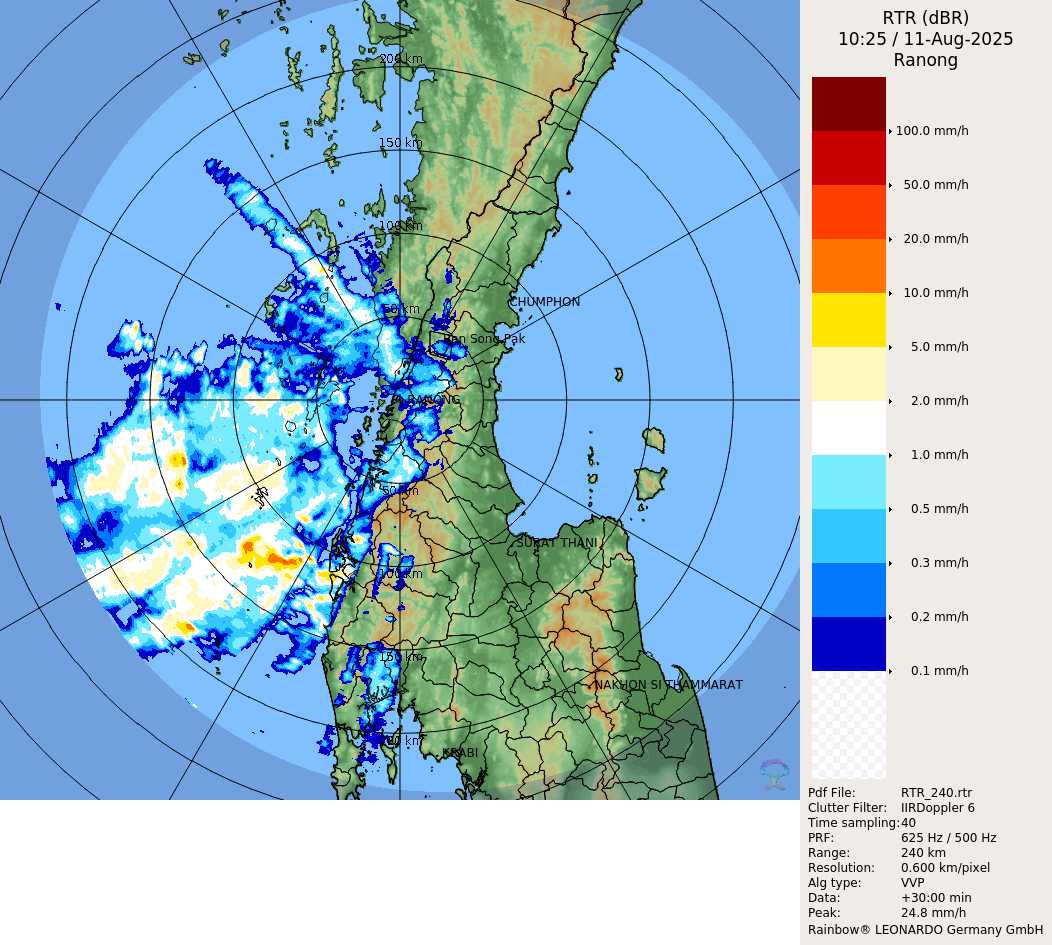 RTR (dBR)
10:25 / 11-Aug-2025
Ranong
200 km
150 km
100 km
50 km
CHUMPHON
Ban Song Pak
RANONG
50 km
SURAT THANI
100 km
150 km
NAKHON SI THAMMARAT
200 km
KRABI
100.0 mm/h
50.0 mm/h
20.0 mm/h
10.0 mm/h
5.0 mm/h
2.0 mm/h
1.0 mm/h
0.5 mm/h
0.3 mm/h
0.2 mm/h
0.1 mm/h
Pdf File: RTR_240.rtr
Clutter Filter: IIRDoppler 6
Time sampling: 40
PRF: 625 Hz / 500 Hz
Range: 240 km
Resolution: 0.600 km/pixel
Alg type: VVP
Data: +30:00 min
Peak: 24.8 mm/h
Rainbow® LEONARDO Germany GmbH